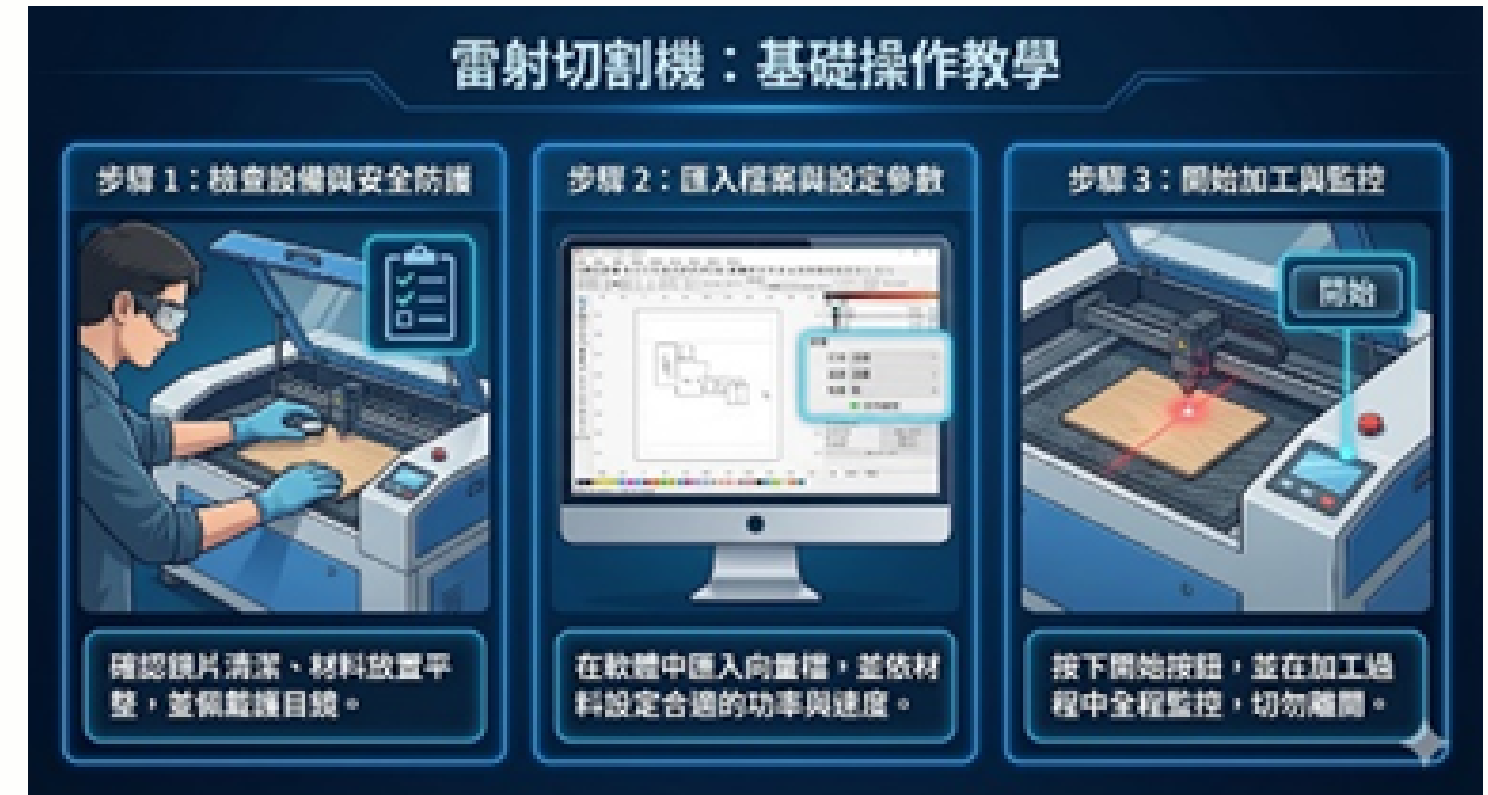 雷射切割機：基礎操作教學
步驟 1：檢查設備與安全防護
確認鏡片清潔、材料放置平
整，並佩戴護目鏡。
步驟 2：匯入檔案與設定參數
在軟體中匯入向量檔，並依材
料設定合適的功率與速度。
步驟 3：開始加工與監控
開始
按下開始按鈕，並在加工過
程中全程監控，切勿離開。